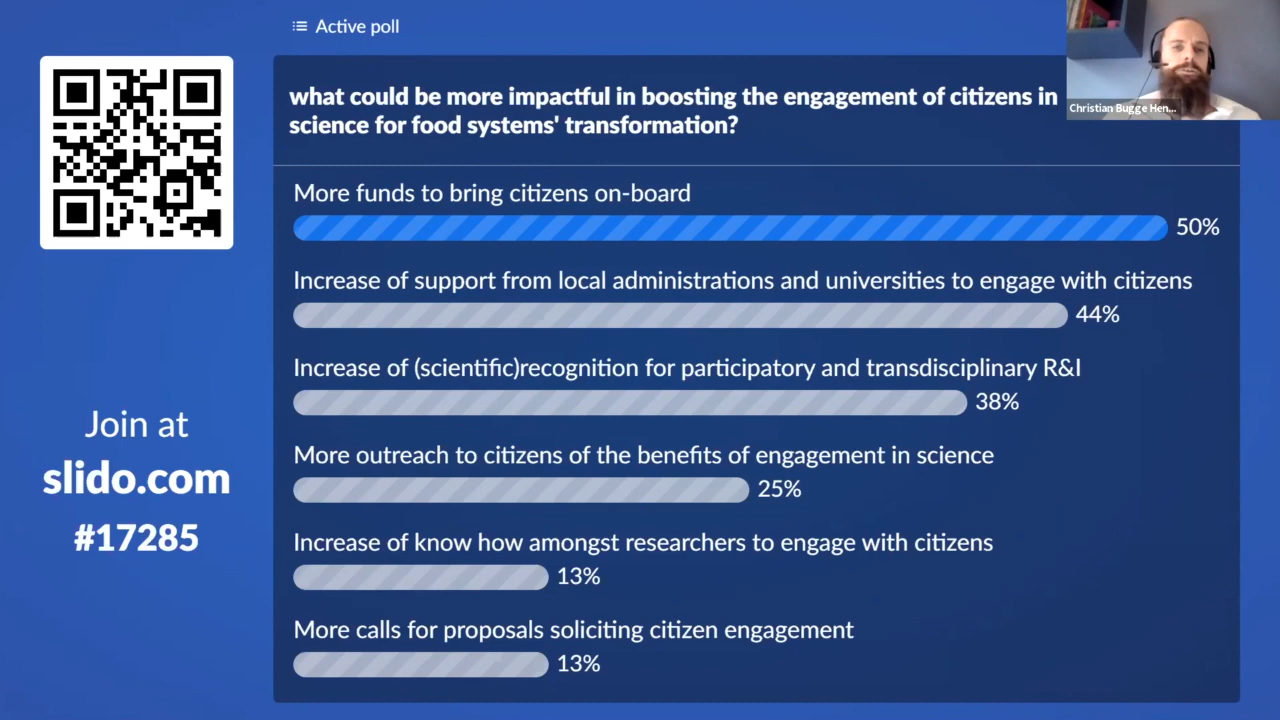 Active poll
Christian Bugge Hen...
what could be more impactful in boosting the engagement of citizens in
science for food systems' transformation?
More funds to bring citizens on-board
50%
Increase of support from local administrations and universities to engage with citizens
44%
Increase of (scientific)recognition for participatory and transdisciplinary R&I
38%
More outreach to citizens of the benefits of engagement in science
25%
Increase of know how amongst researchers to engage with citizens
13%
More calls for proposals soliciting citizen engagement
13%
Join at
slido.com
#17285